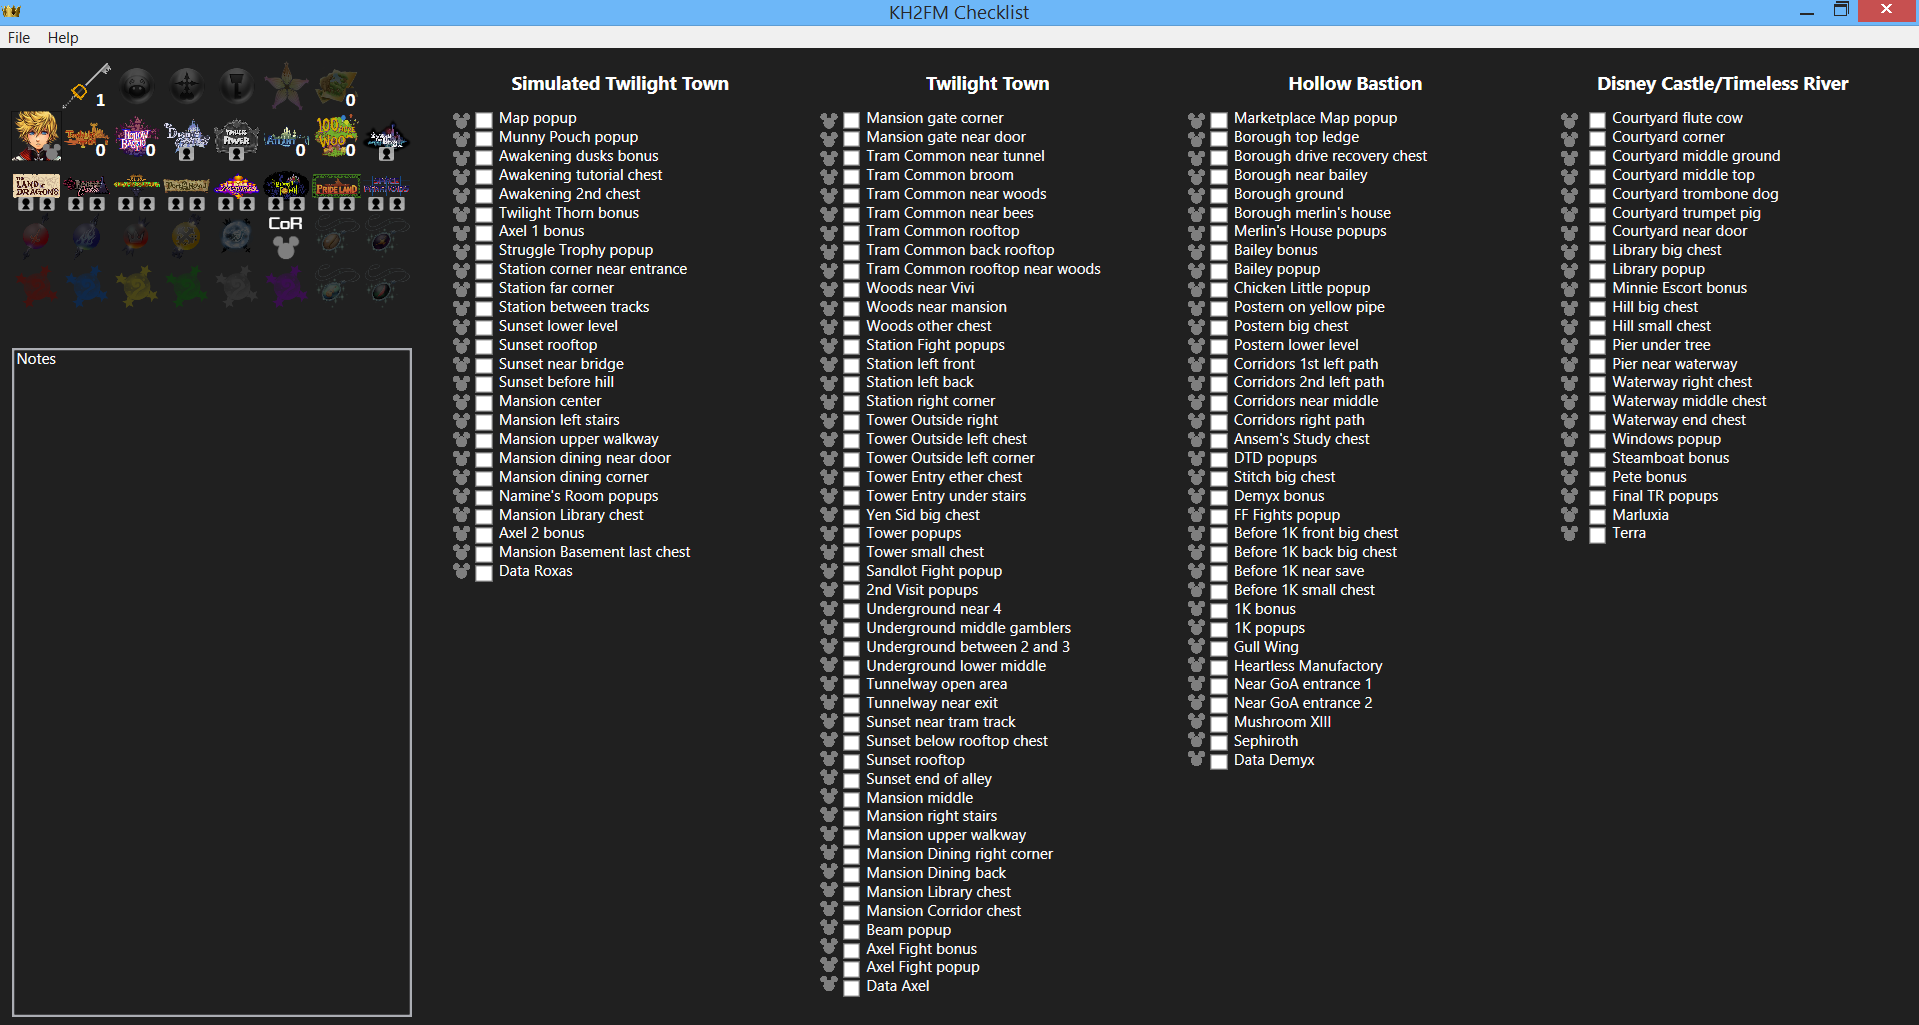 KH2FM Checklist
File Help
1
0
0
0
0
0
THE LAND OF DRAGONS
PRIDE LAND
CoR
Notes
Simulated Twilight Town
Map popup
Munny Pouch popup
Awakening dusks bonus
Awakening tutorial chest
Awakening 2nd chest
Twilight Thorn bonus
Axel 1 bonus
Struggle Trophy popup
Station corner near entrance
Station far corner
Station between tracks
Sunset lower level
Sunset rooftop
Sunset near bridge
Sunset before hill
Mansion center
Mansion left stairs
Mansion upper walkway
Mansion dining near door
Mansion dining corner
Namine's Room popups
Mansion Library chest
Axel 2 bonus
Mansion Basement last chest
Data Roxas
Twilight Town
Mansion gate corner
Mansion gate near door
Tram Common near tunnel
Tram Common broom
Tram Common near woods
Tram Common near bees
Tram Common rooftop
Tram Common back rooftop
Tram Common rooftop near woods
Woods near Vivi
Woods near mansion
Woods other chest
Station Fight popups
Station left front
Station left back
Station right corner
Tower Outside right
Tower Outside left chest
Tower Outside left corner
Tower Entry ether chest
Tower Entry under stairs
Yen Sid big chest
Tower popups
Tower small chest
Sandlot Fight popup
2nd Visit popups
Underground near 4
Underground middle gamblers
Underground between 2 and 3
Underground lower middle
Tunnelway open area
Tunnelway near exit
Sunset near tram track
Sunset below rooftop chest
Sunset rooftop
Sunset end of alley
Mansion middle
Mansion right stairs
Mansion upper walkway
Mansion Dining right corner
Mansion Dining back
Mansion Library chest
Mansion Corridor chest
Beam popup
Axel Fight bonus
Axel Fight popup
Data Axel
Hollow Bastion
Marketplace Map popup
Borough top ledge
Borough drive recovery chest
Borough near bailey
Borough ground
Borough merlin's house
Merlin's House popups
Bailey bonus
Bailey popup
Chicken Little popup
Postern on yellow pipe
Postern big chest
Postern lower level
Corridors 1st left path
Corridors 2nd left path
Corridors near middle
Corridors right path
Ansem's Study chest
DTD popups
Stitch big chest
Demyx bonus
FF Fights popup
Before 1K front big chest
Before 1K back big chest
Before 1K near save
Before 1K small chest
1K bonus
1K popups
Gull Wing
Heartless Manufactory
Near GoA entrance 1
Near GoA entrance 2
Mushroom XIII
Sephiroth
Data Demyx
Disney Castle/Timeless River
Courtyard flute cow
Courtyard corner
Courtyard middle ground
Courtyard middle top
Courtyard trombone dog
Courtyard trumpet pig
Courtyard near door
Library big chest
Library popup
Minnie Escort bonus
Hill big chest
Hill small chest
Pier under tree
Pier near waterway
Waterway right chest
Waterway middle chest
Waterway end chest
Windows popup
Steamboat bonus
Pete bonus
Final TR popups
Marluxia
Terra